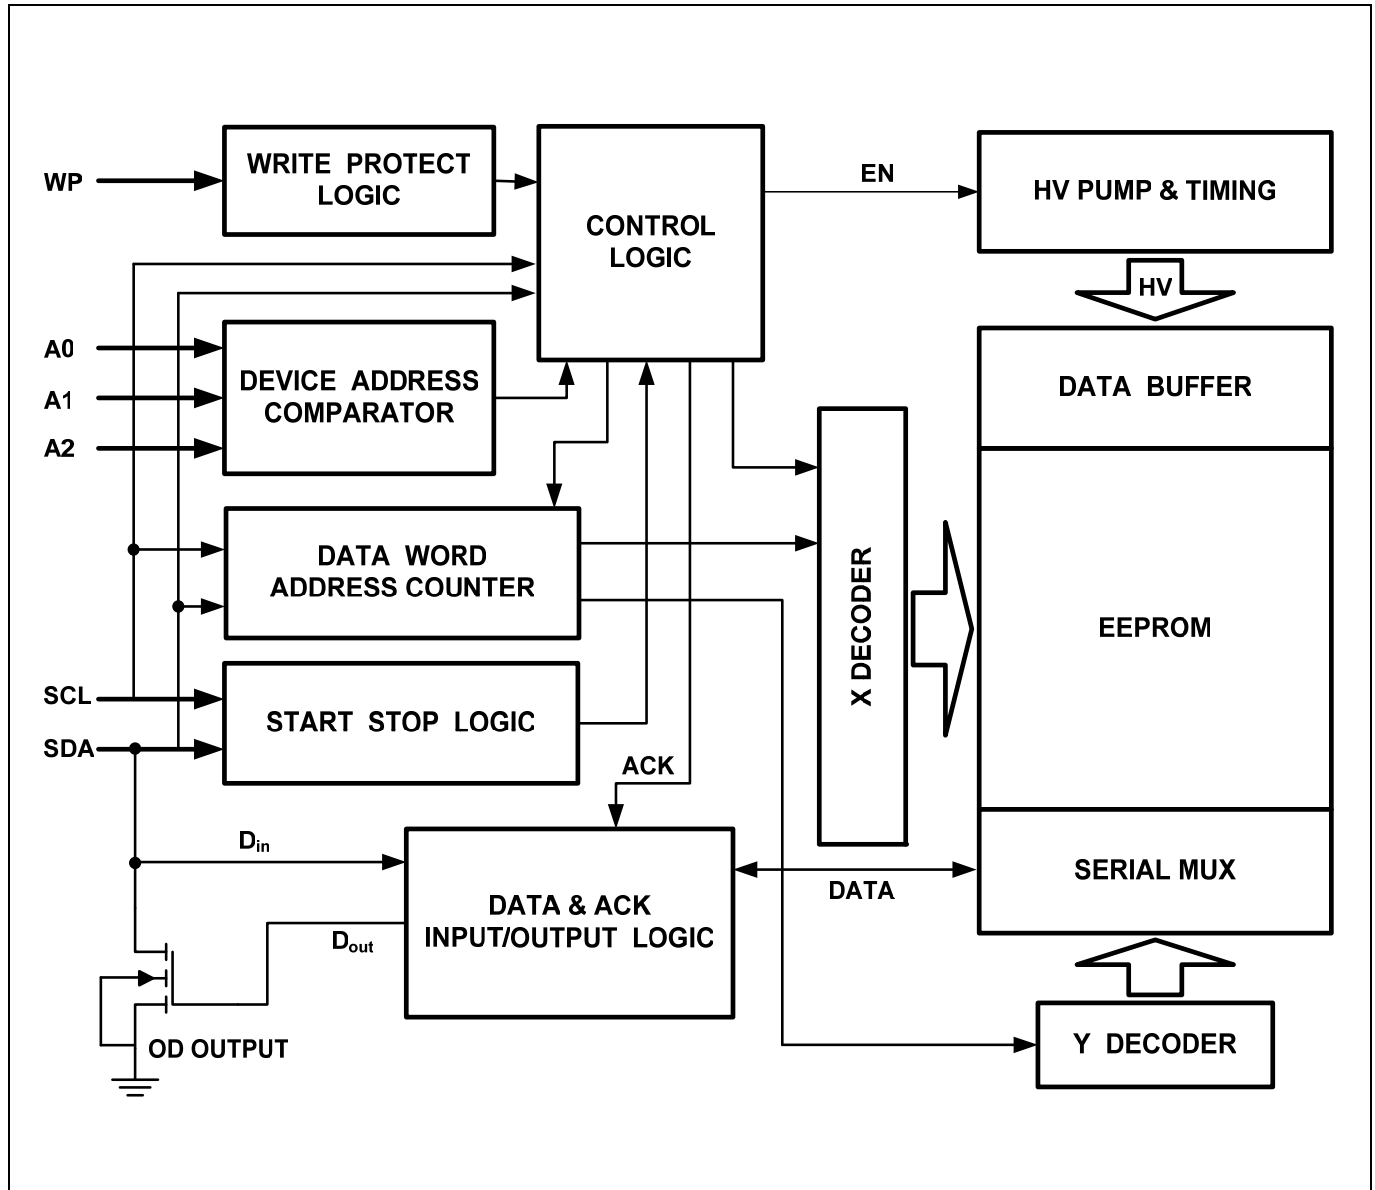 WP
WRITE PROTECT
LOGIC
CONTROL
LOGIC
EN
HV PUMP & TIMING
HV
A0
A1
A2
DEVICE ADDRESS
COMPARATOR
DATA BUFFER
DATA WORD
ADDRESS COUNTER
X DECODER
EEPROM
SCL
SDA
START STOP LOGIC
ACK
Din
DATA & ACK
INPUT/OUTPUT LOGIC
DATA
SERIAL MUX
Dout
OD OUTPUT
Y DECODER